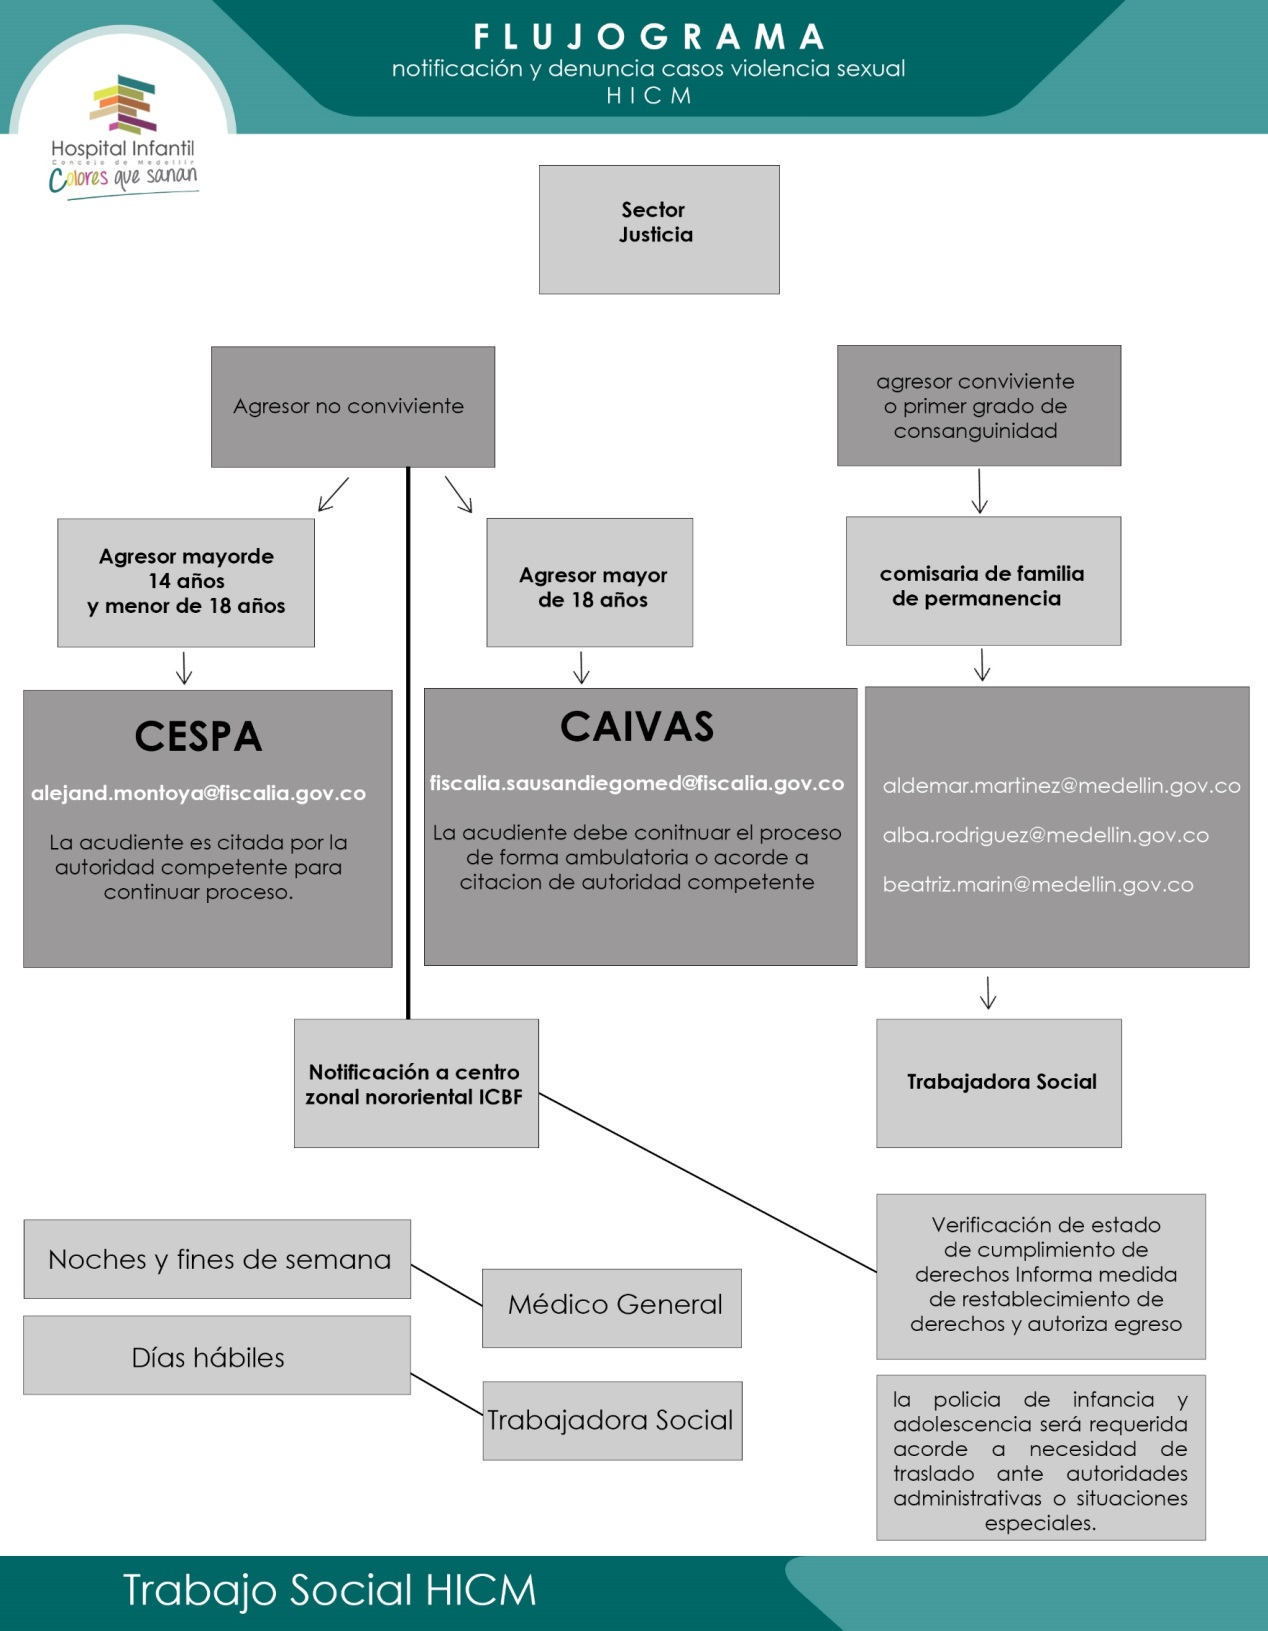 FLUJOGRAMA
notificación y denuncia casos violencia sexual
HICM
Hospital Infantil
Concejo de Medellín
Colores que sanan
Sector
Justicia
Agresor no conviviente
agresor conviviente
o primer grado de
consanguinidad
Agresor mayorde
14 años
y menor de 18 años
Agresor mayor
de 18 años
comisaria de familia
de permanencia
CESPA
alejand.montoya@fiscalia.gov.co
La acudiente es citada por la
autoridad competente para
continuar proceso.
CAIVAS
fiscalia.sausandiegomed@fiscalia.gov.co
La acudiente debe conitnuar el proceso
de forma ambulatoria o acorde a
citacion de autoridad competente
aldemar.martinez@medellin.gov.co
alba.rodriguez@medellin.gov.co
beatriz.marin@medellin.gov.co
Notificación a centro
zonal nororiental ICBF
Trabajadora Social
Noches y fines de semana
Médico General
Días hábiles
Trabajadora Social
Verificación de estado
de cumplimiento de
derechos Informa medida
de restablecimiento de
derechos y autoriza egreso
la policia de infancia y
adolescencia será requerida
acorde a necesidad de
traslado ante autoridades
administrativas o situaciones
especiales.
Trabajo Social HICM